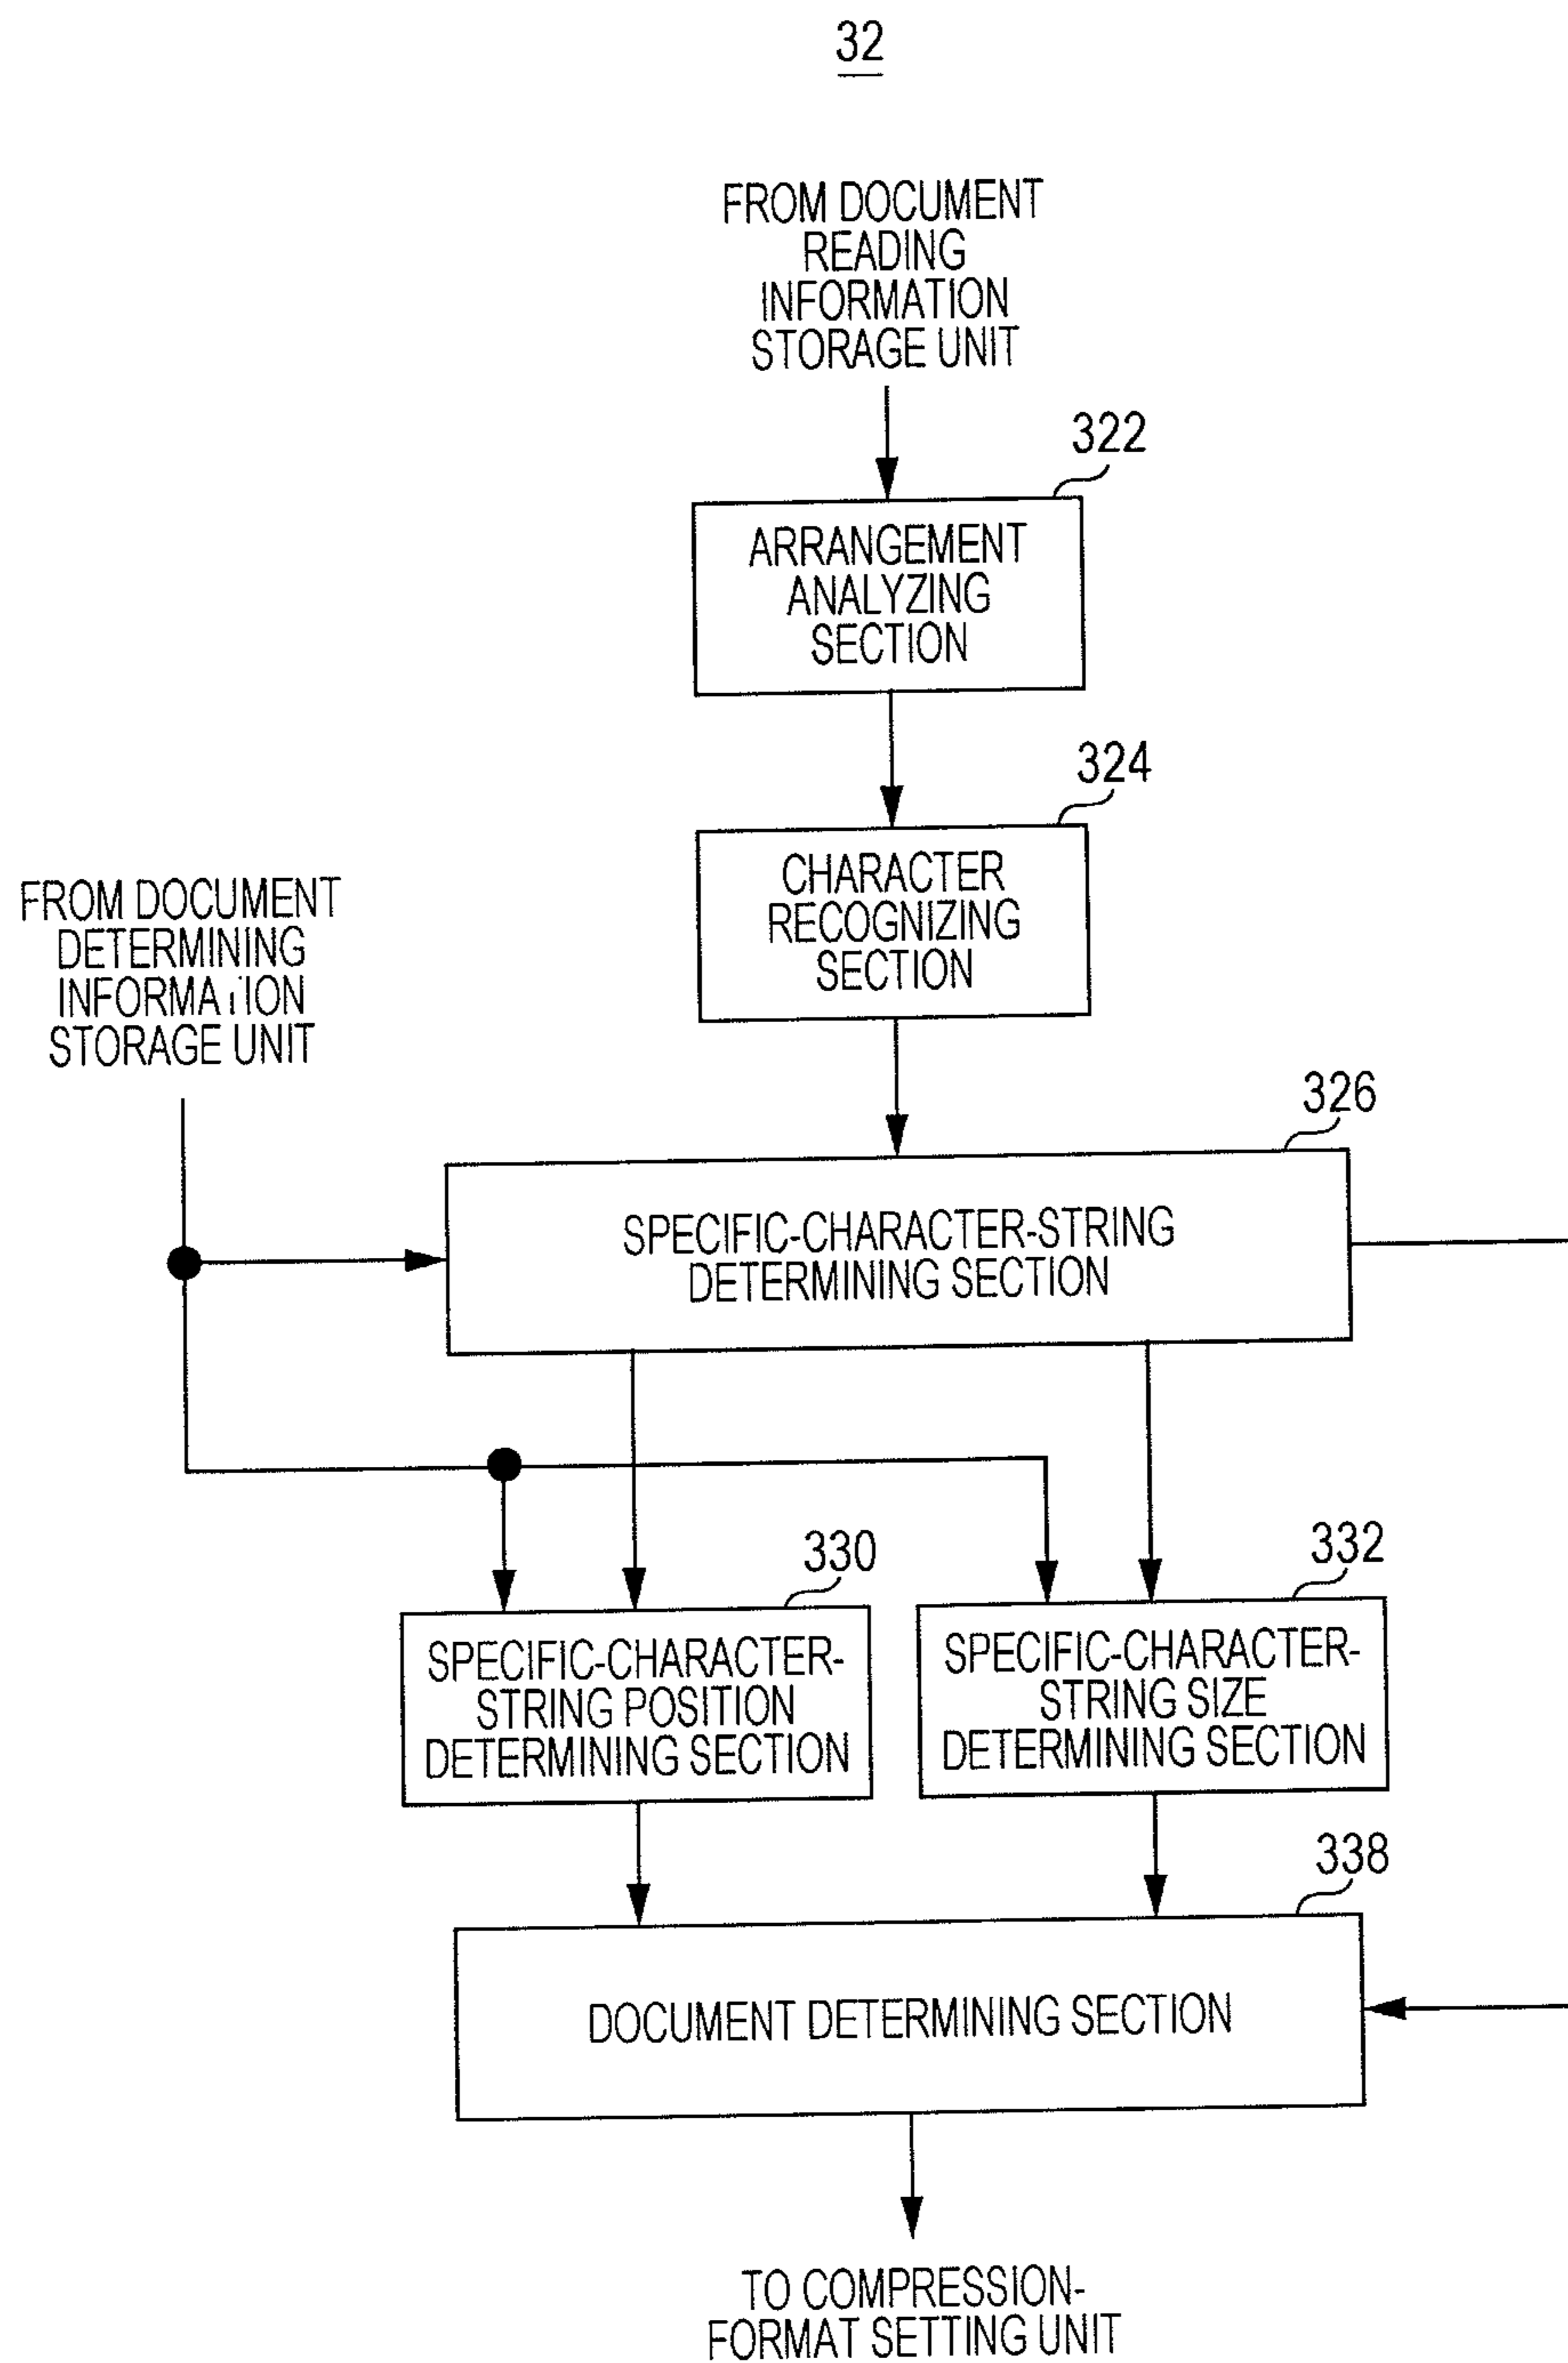 32
FROM DOCUMENT
READING
INFORMATION
STORAGE UNIT
322
ARRANGEMENT
ANALYZING
SECTION
324
CHARACTER
RECOGNIZING
SECTION
FROM DOCUMENT
DETERMINING
INFORMATION
STORAGE UNIT
326
SPECIFIC-CHARACTER-STRING
DETERMINING SECTION
330
SPECIFIC-CHARACTER-
STRING POSITION
DETERMINING SECTION
332
SPECIFIC-CHARACTER-
STRING SIZE
DETERMINING SECTION
338
DOCUMENT DETERMINING SECTION
TO COMPRESSION-
FORMAT SETTING UNIT